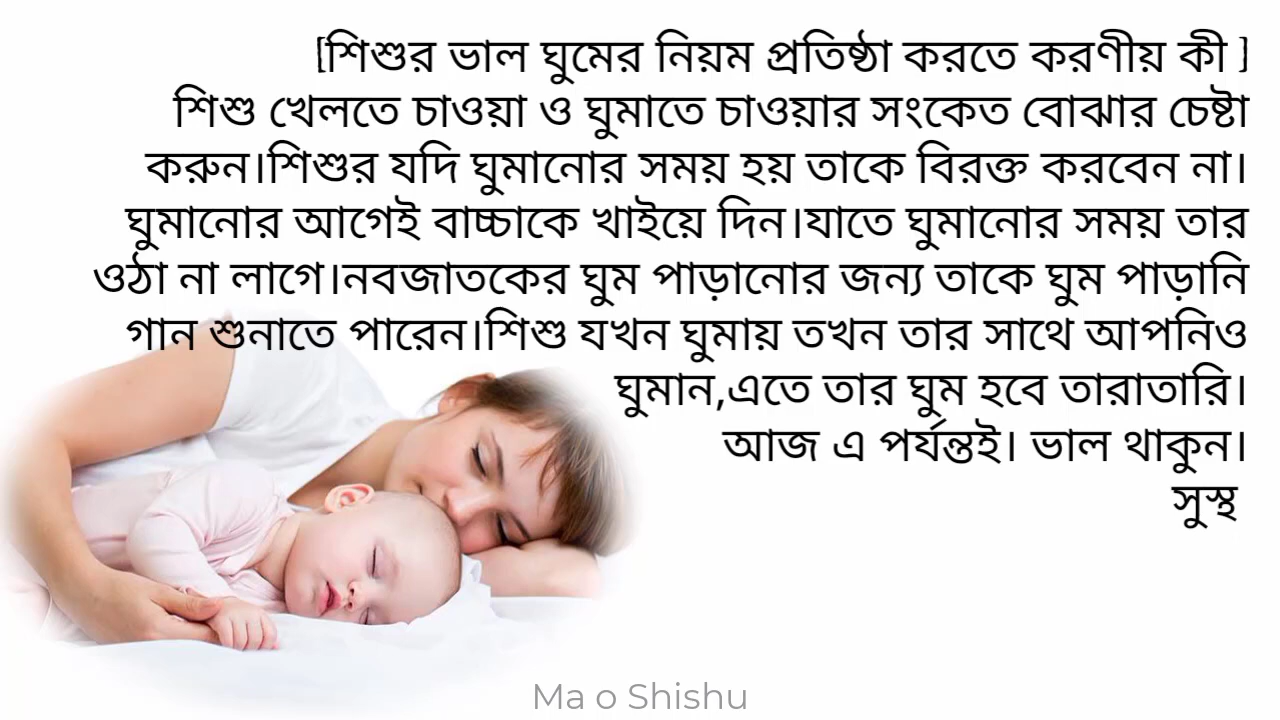 [শিশুর ভাল ঘুমের নিয়ম প্রতিষ্ঠা করতে করণীয় কী ]
শিশু খেলতে চাওয়া ও ঘুমাতে চাওয়ার সংকেত বোঝার চেষ্টা
করুন।শিশুর যদি ঘুমানোর সময় হয় তাকে বিরক্ত করবেন না।
ঘুমানোর আগেই বাচ্চাকে খাইয়ে দিন।যাতে ঘুমানোর সময় তার
ওঠা না লাগে।নবজাতকের ঘুম পাড়ানোর জন্য তাকে ঘুম পাড়ানি
গান শুনাতে পারেন।শিশু যখন ঘুমায় তখন তার সাথে আপনিও
ঘুমান,এতে তার ঘুম হবে তারাতারি।
আজ এ পর্যন্তই। ভাল থাকুন।
সুস্থ
Ma o Shishu